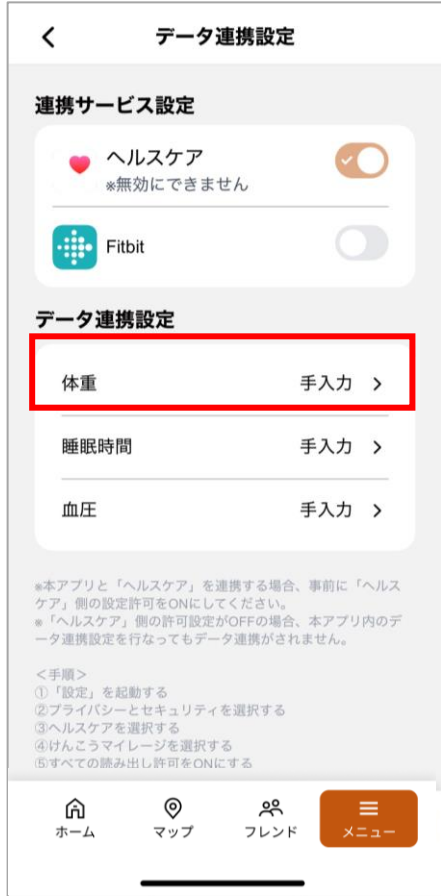 データ連携設定
連携サービス設定
ヘルスケア
※無効にできません
Fitbit
データ連携設定
体重 手入力
睡眠時間 手入力
血圧 手入力
※本アプリと「ヘルスケア」を連携する場合、事前に「ヘルス
ケア」側の設定許可をONにしてください。
※「ヘルスケア」側の許可設定がOFFの場合、本アプリ内のデ
ータ連携設定を行なってもデータ連携がされません。
＜手順＞
①「設定」を起動する
②プライバシーとセキュリティを選択する
③ヘルスケアを選択する
④けんこうマイレージを選択する
⑤すべての読み出し許可をONにする
ホーム マップ フレンド メニュー